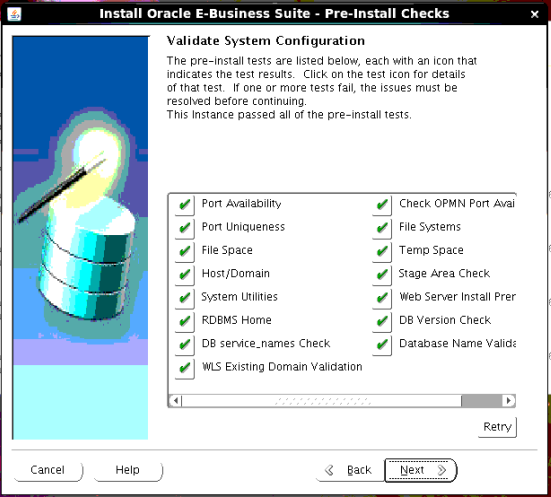 Install Oracle E-Business Suite - Pre-Install Checks
Validate System Configuration
The pre-install tests are listed below, each with an icon that
indicates the test results. Click on the test icon for details
of that test. If one or more tests fail, the issues must be
resolved before continuing.
This Instance passed all of the pre-install tests.
Port Availability
Check OPMN Port Avai
Port Uniqueness
File Systems
File Space
Temp Space
Host/Domain
Stage Area Check
System Utilities
Web Server Install Prer
RDBMS Home
DB Version Check
DB service_names Check
Database Name Valida
WLS Existing Domain Validation
Retry
Cancel
Help
Back
Next